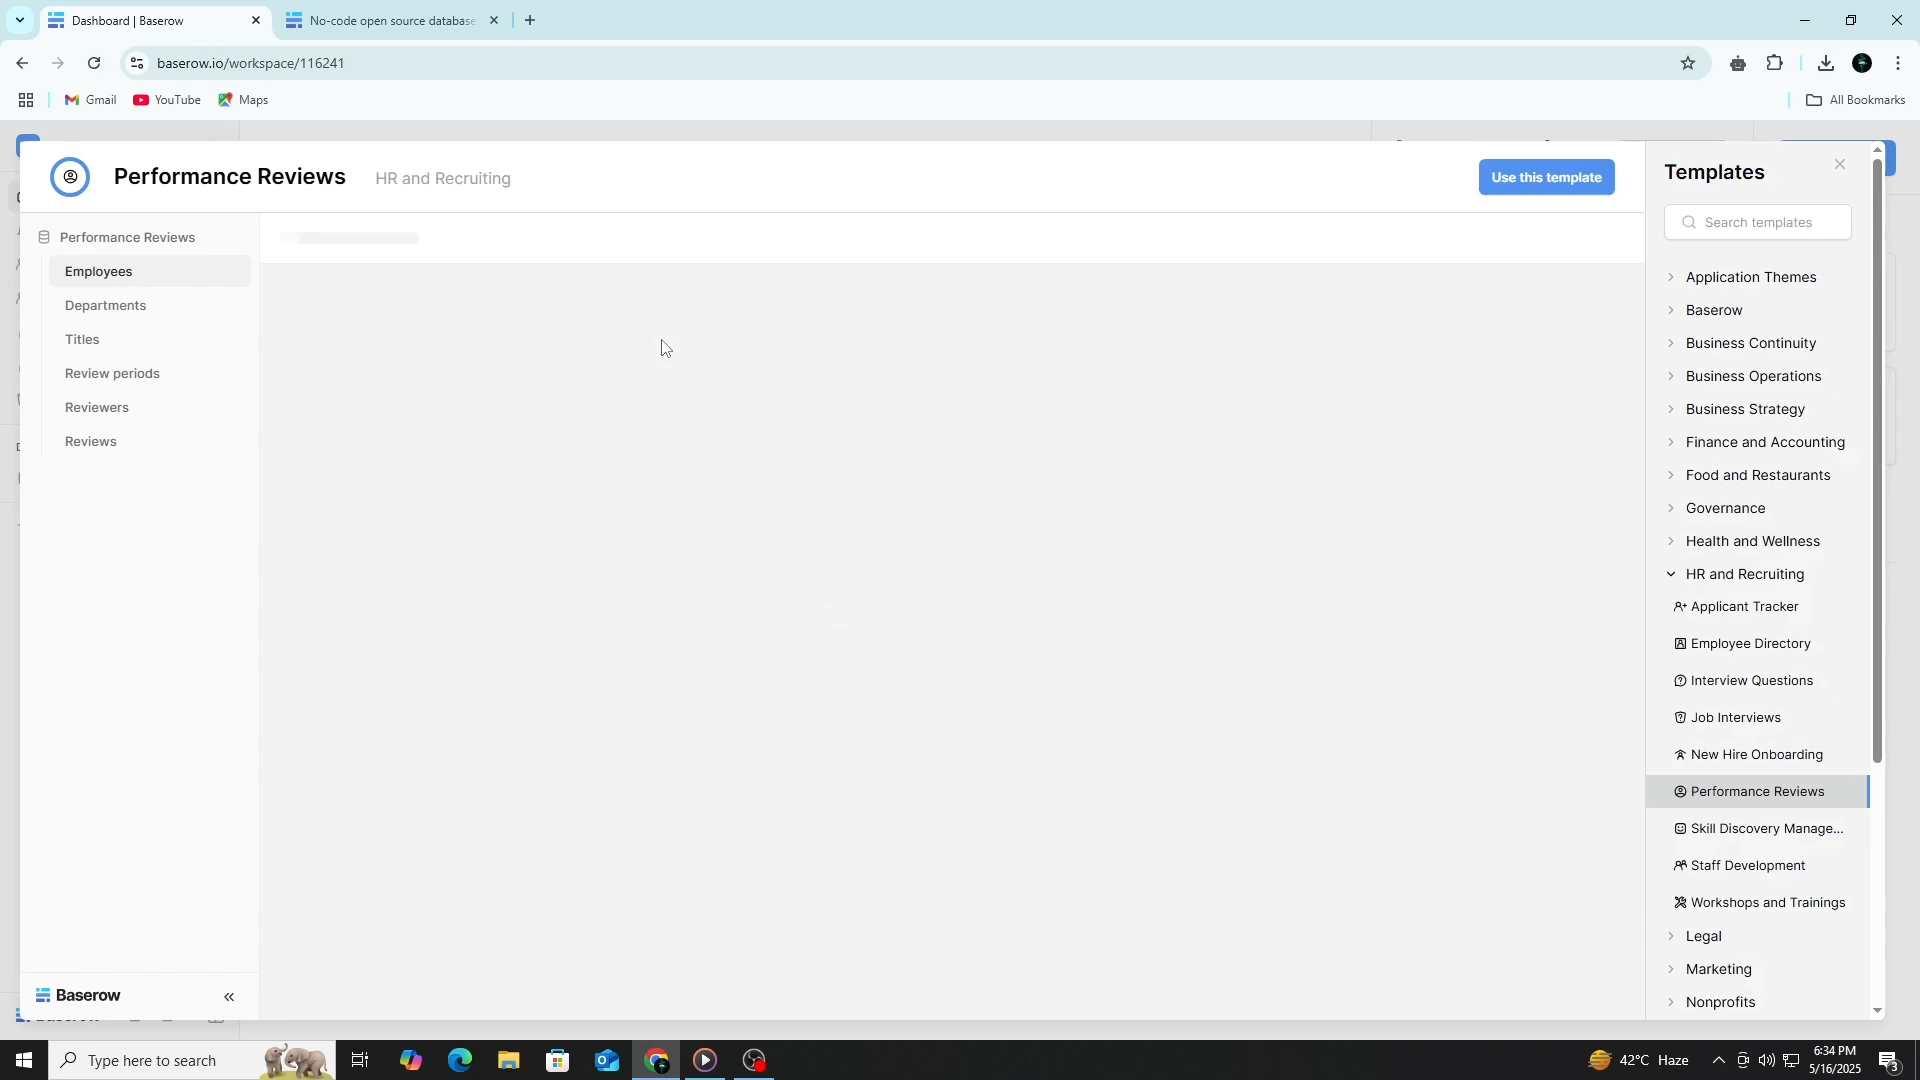 Dashboard | Baserow
No-code open source database
baserow.io/workspace/116241
Gmail
YouTube
Maps
All Bookmarks
Performance Reviews
HR and Recruiting
Use this template
Templates
Search templates
Performance Reviews
Employees
Departments
Titles
Review periods
Reviewers
Reviews
Application Themes
Baserow
Business Continuity
Business Operations
Business Strategy
Finance and Accounting
Food and Restaurants
Governance
Health and Wellness
HR and Recruiting
Applicant Tracker
Employee Directory
Interview Questions
Job Interviews
New Hire Onboarding
Performance Reviews
Skill Discovery Manage...
Staff Development
Workshops and Trainings
Legal
Marketing
Nonprofits
Baserow
Type here to search
42°C Haze
6:34 PM
5/16/2025
3